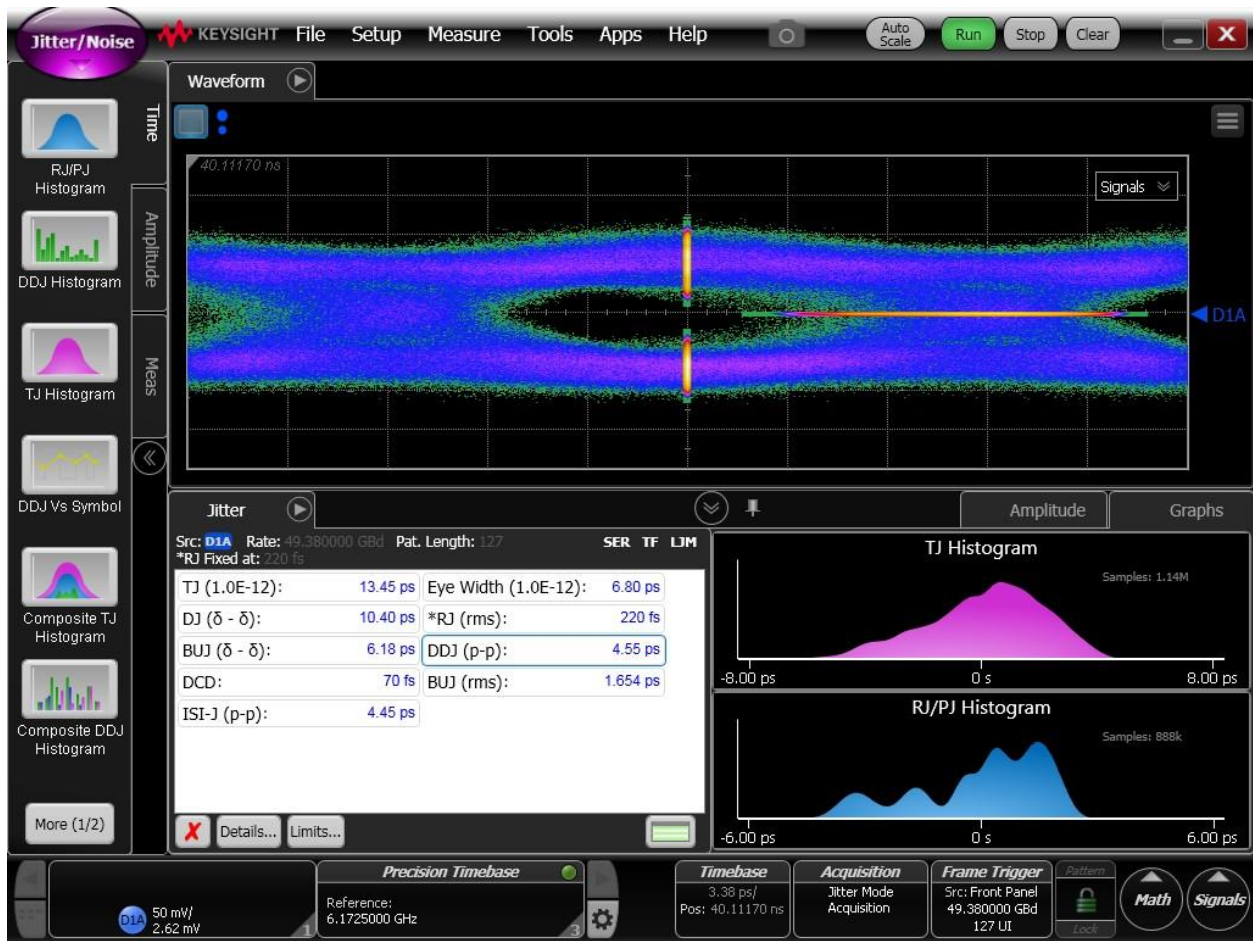 Jitter/Noise
KEYSIGHT File Setup Measure Tools Apps Help
Auto Scale
Run
Stop
Clear
X
RJ/PJ
Histogram
DDJ Histogram
TJ Histogram
DDJ Vs Symbol
Composite TJ
Histogram
Composite DDJ
Histogram
More (1/2)
Time
Amplitude
Meas
Waveform
40.11170 ns
Signals
D1A
Jitter
Src: D1A Rate: 49.380000 GBd Pat. Length: 127 SER TF LJM
*RJ Fixed at: 220 fs
TJ (1.0E-12): 13.45 ps Eye Width (1.0E-12): 6.80 ps
DJ (δ - δ): 10.40 ps *RJ (rms): 220 fs
BUJ (δ - δ): 6.18 ps DDJ (p-p): 4.55 ps
DCD: 70 fs BUJ (rms): 1.654 ps
ISI-J (p-p): 4.45 ps
Details... Limits...
Amplitude
Graphs
TJ Histogram
Samples: 1.14M
-8.00 ps 0 s 8.00 ps
RJ/PJ Histogram
Samples: 888k
-6.00 ps 0 s 6.00 ps
D1A 50 mV/
2.62 mV
1
Precision Timebase
Reference:
6.1725000 GHz
3
Timebase
3.38 ps/
Pos: 40.11170 ns
Acquisition
Jitter Mode
Acquisition
Frame Trigger
Src: Front Panel
49.380000 GBd
127 UI
Pattern
Lock
Math
Signals